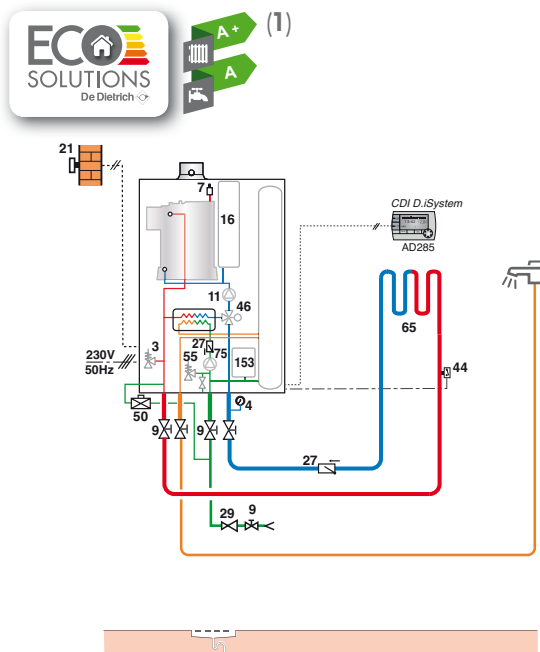 ECO
SOLUTIONS
De Dietrich
A+
A
(1)
21
7
16
CDI D.iSystem
AD285
11
46
65
3
27
75
55
153
230V
50Hz
44
4
50
9
9
27
29
9